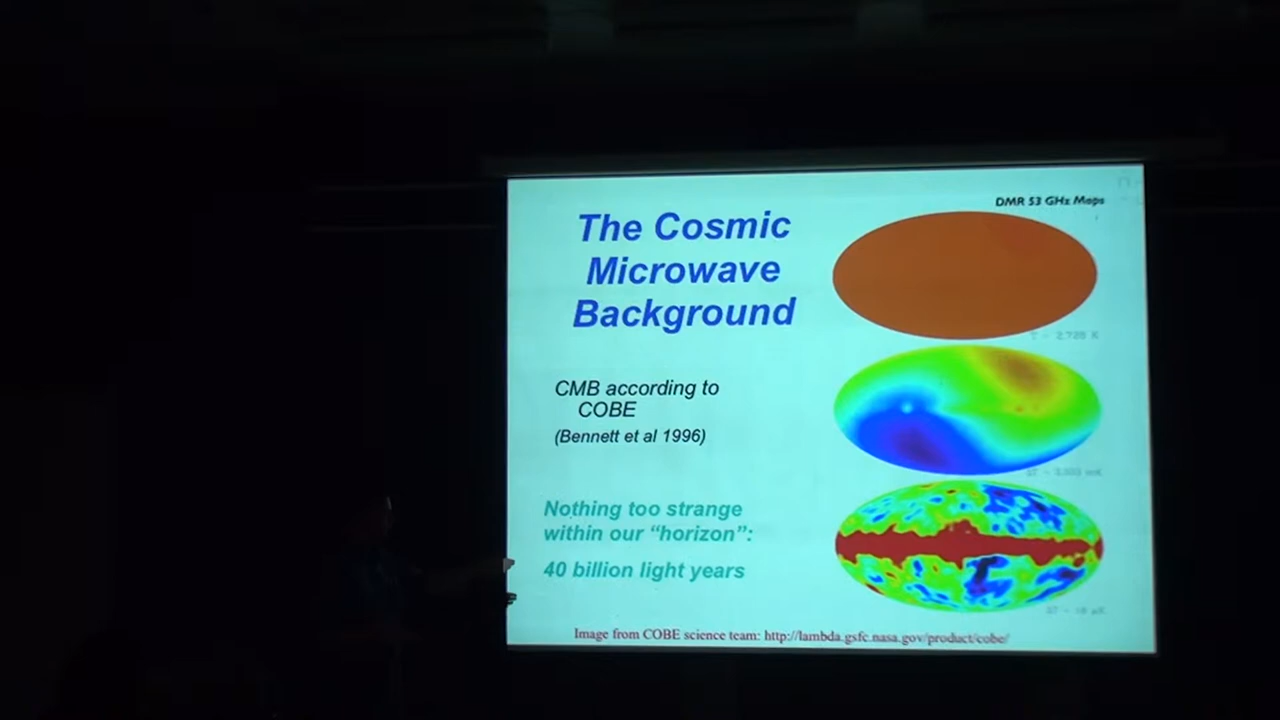 DMR 53 GHz Maps
The Cosmic
Microwave
Background
T = 2.728 K
CMB according to
COBE
(Bennett et al 1996)
Nothing too strange
within our “horizon”:
40 billion light years
Image from COBE science team: http://lambda.gsfc.nasa.gov/product/cobe/